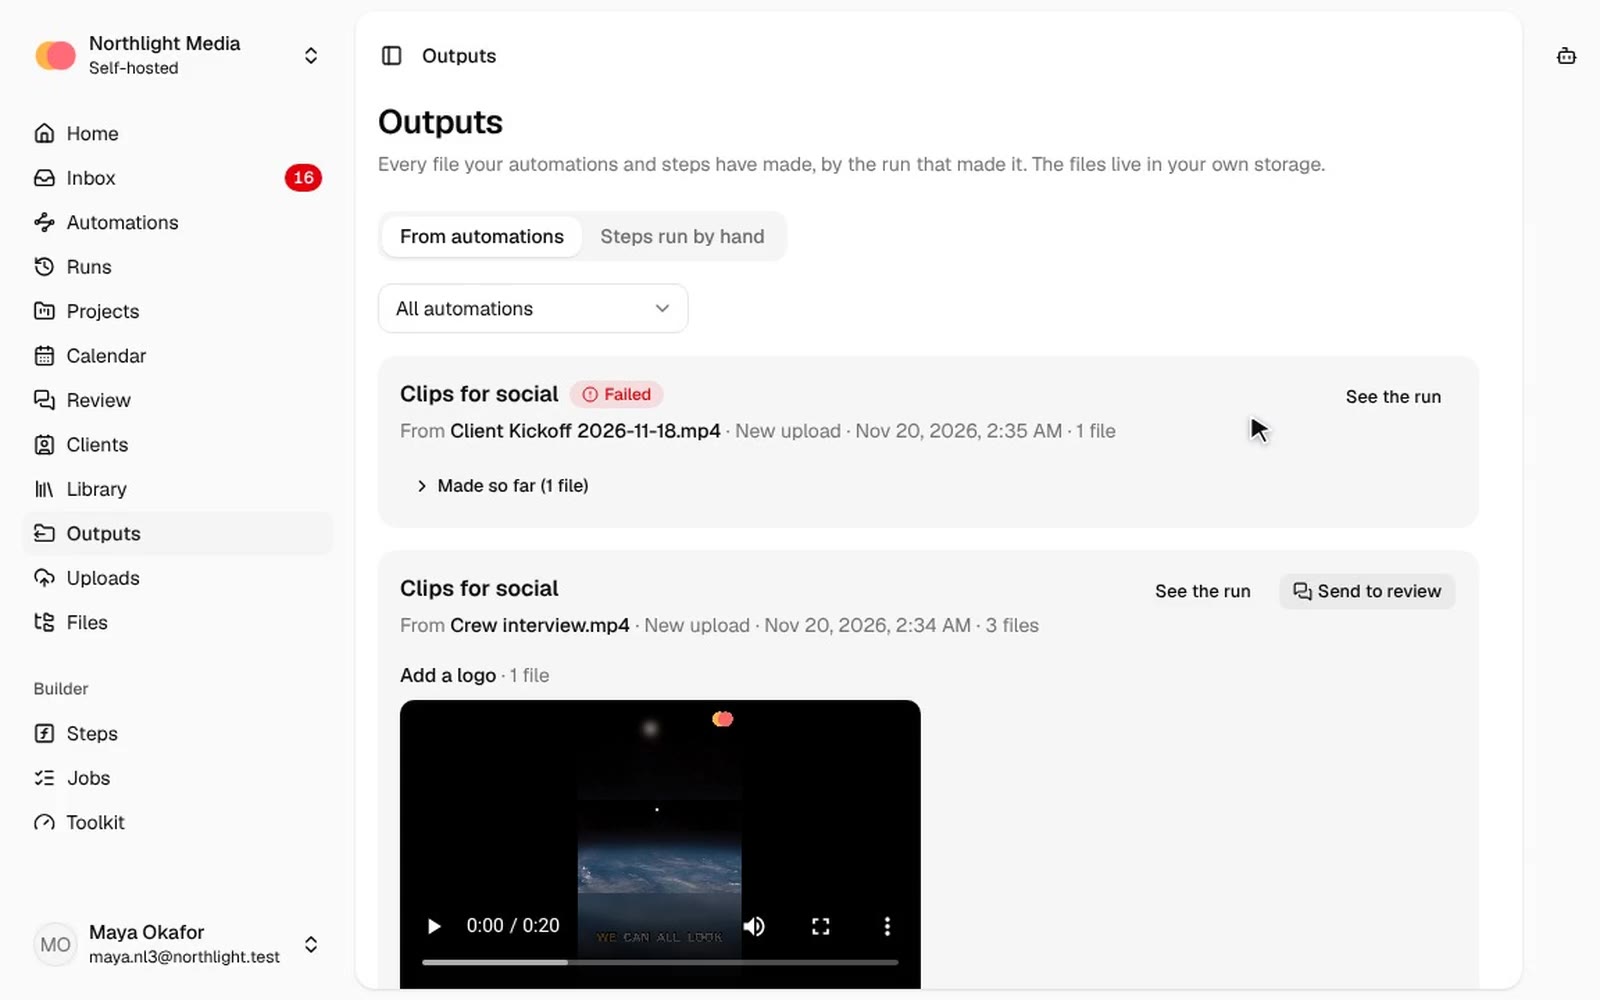 Northlight Media
Self-hosted
Home
Inbox
16
Automations
Runs
Projects
Calendar
Review
Clients
Library
Outputs
Uploads
Files
Builder
Steps
Jobs
Toolkit
MO
Maya Okafor
maya.nl3@northlight.test
Outputs
Outputs
Every file your automations and steps have made, by the run that made it. The files live in your own storage.
From automations
Steps run by hand
All automations
Clips for social
Failed
See the run
From Client Kickoff 2026-11-18.mp4 · New upload · Nov 20, 2026, 2:35 AM · 1 file
Made so far (1 file)
Clips for social
See the run
Send to review
From Crew interview.mp4 · New upload · Nov 20, 2026, 2:34 AM · 3 files
Add a logo · 1 file
0:00 / 0:20
WE CAN ALL LOOK